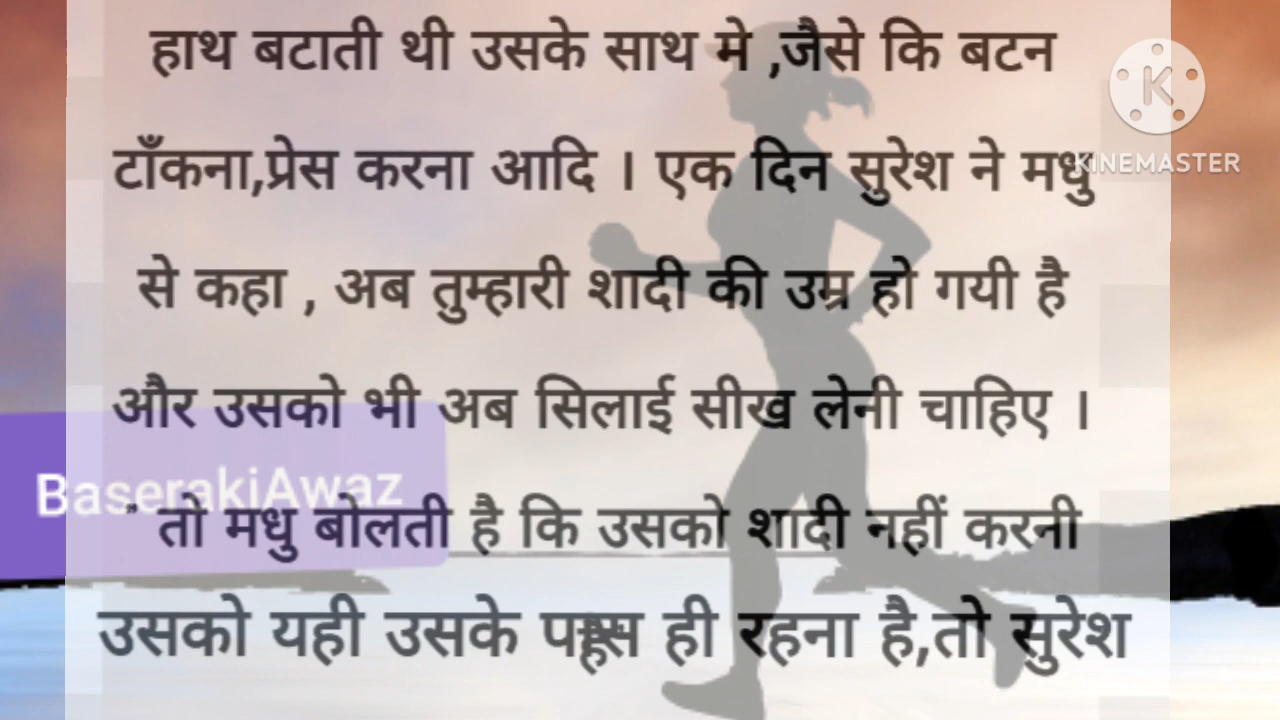 हाथ बटाती थी उसके साथ मे ,जैसे कि बटन
टाँकना,प्रेस करना आदि । एक दिन सुरेश ने मधु
KINEMASTER
से कहा , अब तुम्हारी शादी की उम्र हो गयी है
और उसको भी अब सिलाई सीख लेनी चाहिए ।
BaserakiAwaz
" तो मधु बोलती है कि उसको शादी नहीं करनी
उसको यही उसके ही रहना है,तो सुरेश